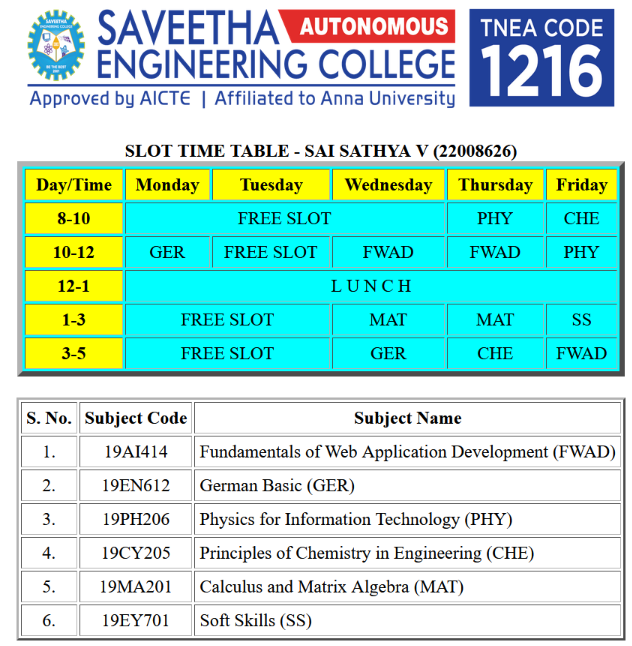 SAVEETHA ENGINEERING COLLEGE
SAVEETHA AUTONOMOUS
ENGINEERING COLLEGE
Approved by AICTE | Affiliated to Anna University
TNEA CODE
1216
SLOT TIME TABLE - SAI SATHYA V (22008626)
Day/Time Monday Tuesday Wednesday Thursday Friday
8-10 FREE SLOT PHY CHE
10-12 GER FREE SLOT FWAD FWAD PHY
12-1 L U N C H
1-3 FREE SLOT MAT MAT SS
3-5 FREE SLOT GER CHE FWAD
S. No. Subject Code Subject Name
1. 19AI414 Fundamentals of Web Application Development (FWAD)
2. 19EN612 German Basic (GER)
3. 19PH206 Physics for Information Technology (PHY)
4. 19CY205 Principles of Chemistry in Engineering (CHE)
5. 19MA201 Calculus and Matrix Algebra (MAT)
6. 19EY701 Soft Skills (SS)